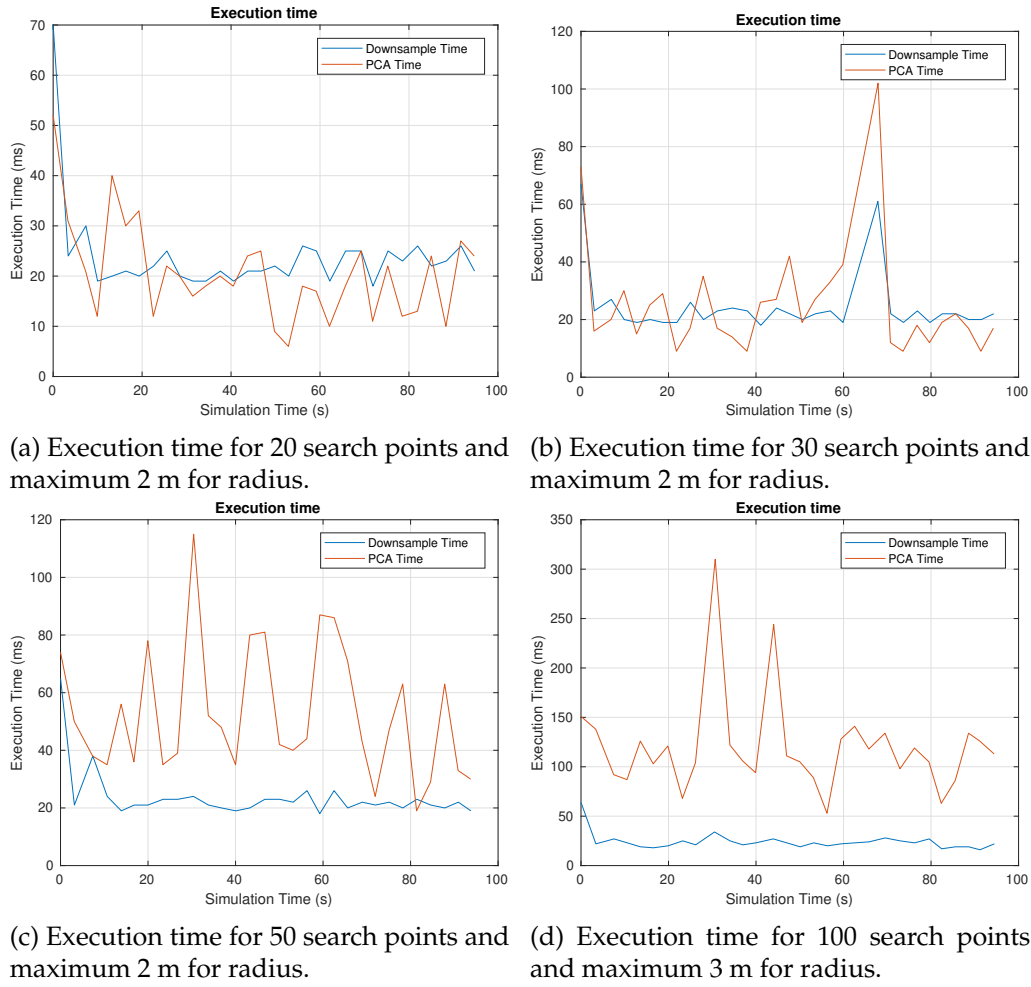 Execution time
Downsample Time
PCA Time
70
60
50
40
30
20
10
0
Execution Time (ms)
0 20 40 60 80 100
Simulation Time (s)
(a) Execution time for 20 search points and
maximum 2 m for radius.
Execution time
Downsample Time
PCA Time
120
100
80
60
40
20
0
Execution Time (ms)
0 20 40 60 80 100
Simulation Time (s)
(b) Execution time for 30 search points and
maximum 2 m for radius.
Execution time
Downsample Time
PCA Time
120
100
80
60
40
20
0
Execution Time (ms)
0 20 40 60 80 100
Simulation Time (s)
(c) Execution time for 50 search points and
maximum 2 m for radius.
Execution time
Downsample Time
PCA Time
350
300
250
200
150
100
50
0
Execution Time (ms)
0 20 40 60 80 100
Simulation Time (s)
(d) Execution time for 100 search points
and maximum 3 m for radius.